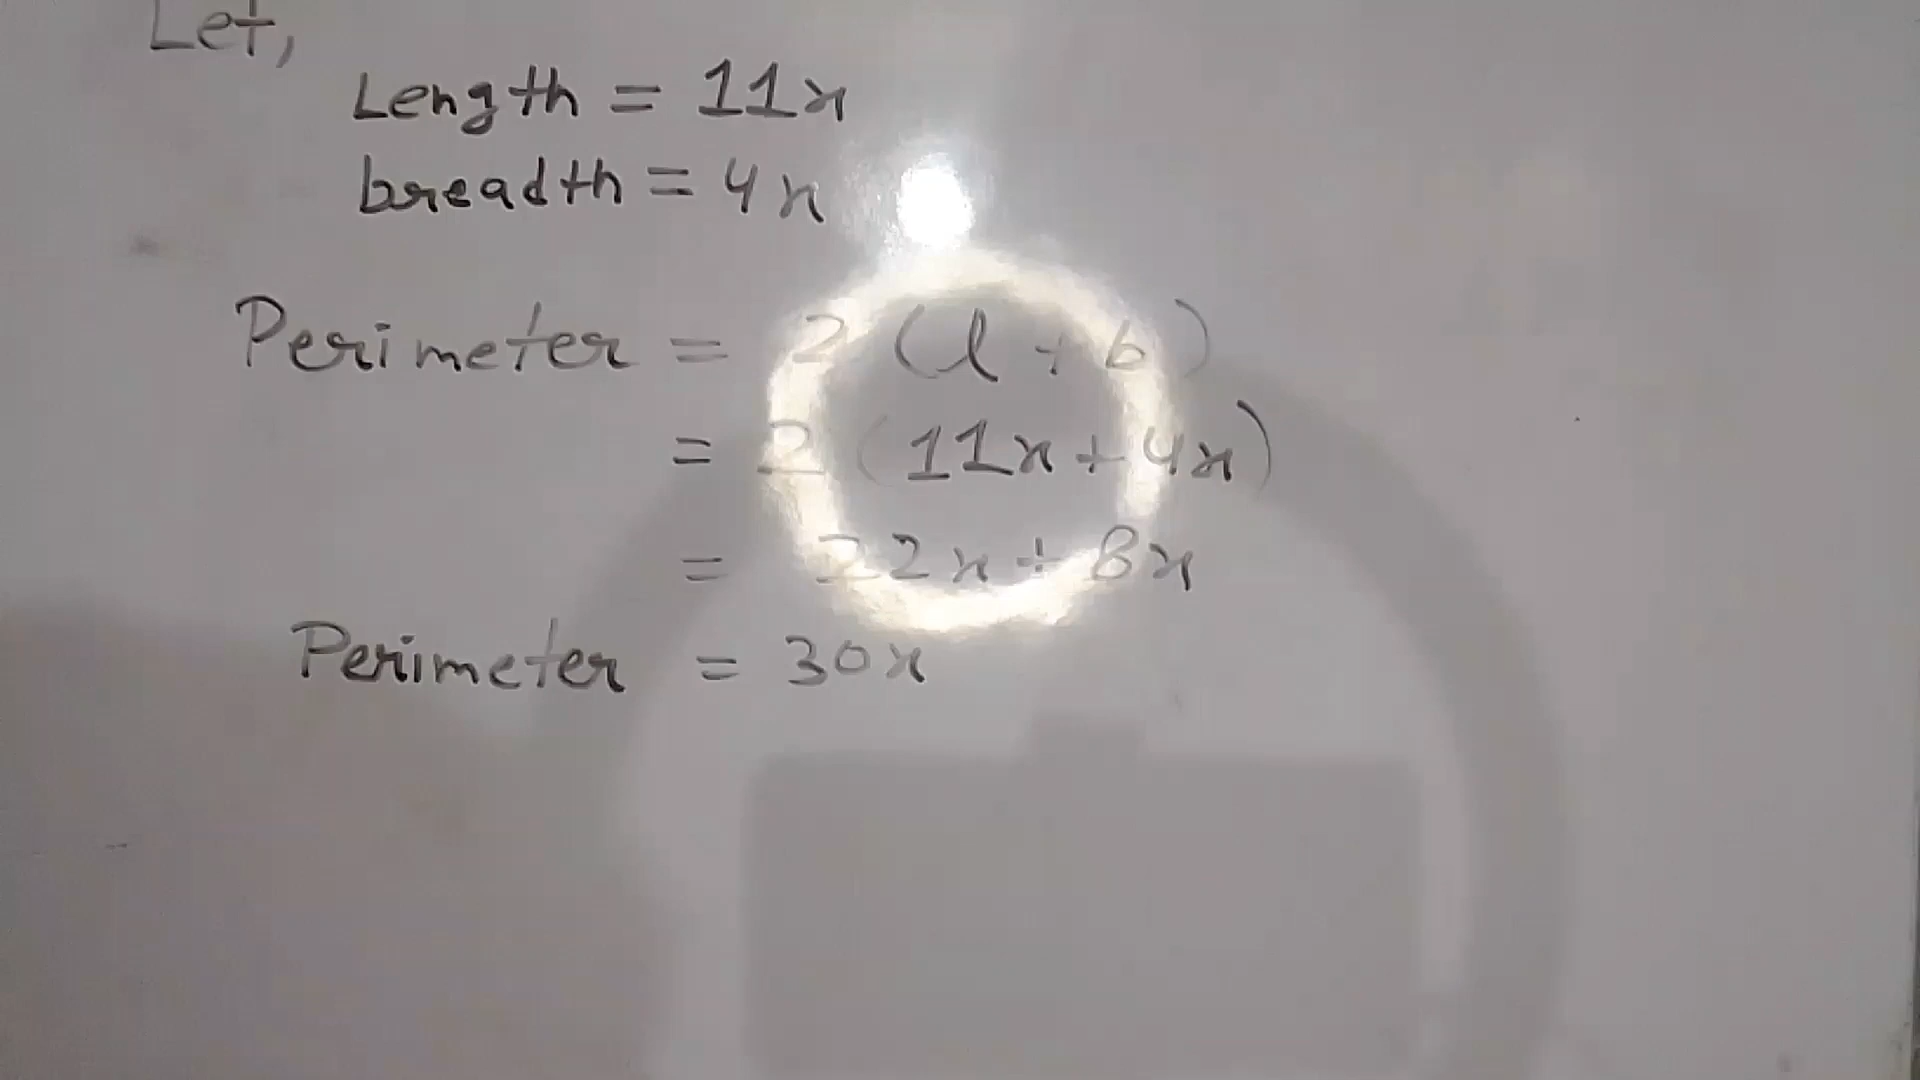 Let,
Length = 11x
breadth = 4x
Perimeter = 2 (l + b)
= 2 (11x + 4x)
= 22x + 8x
Perimeter = 30x